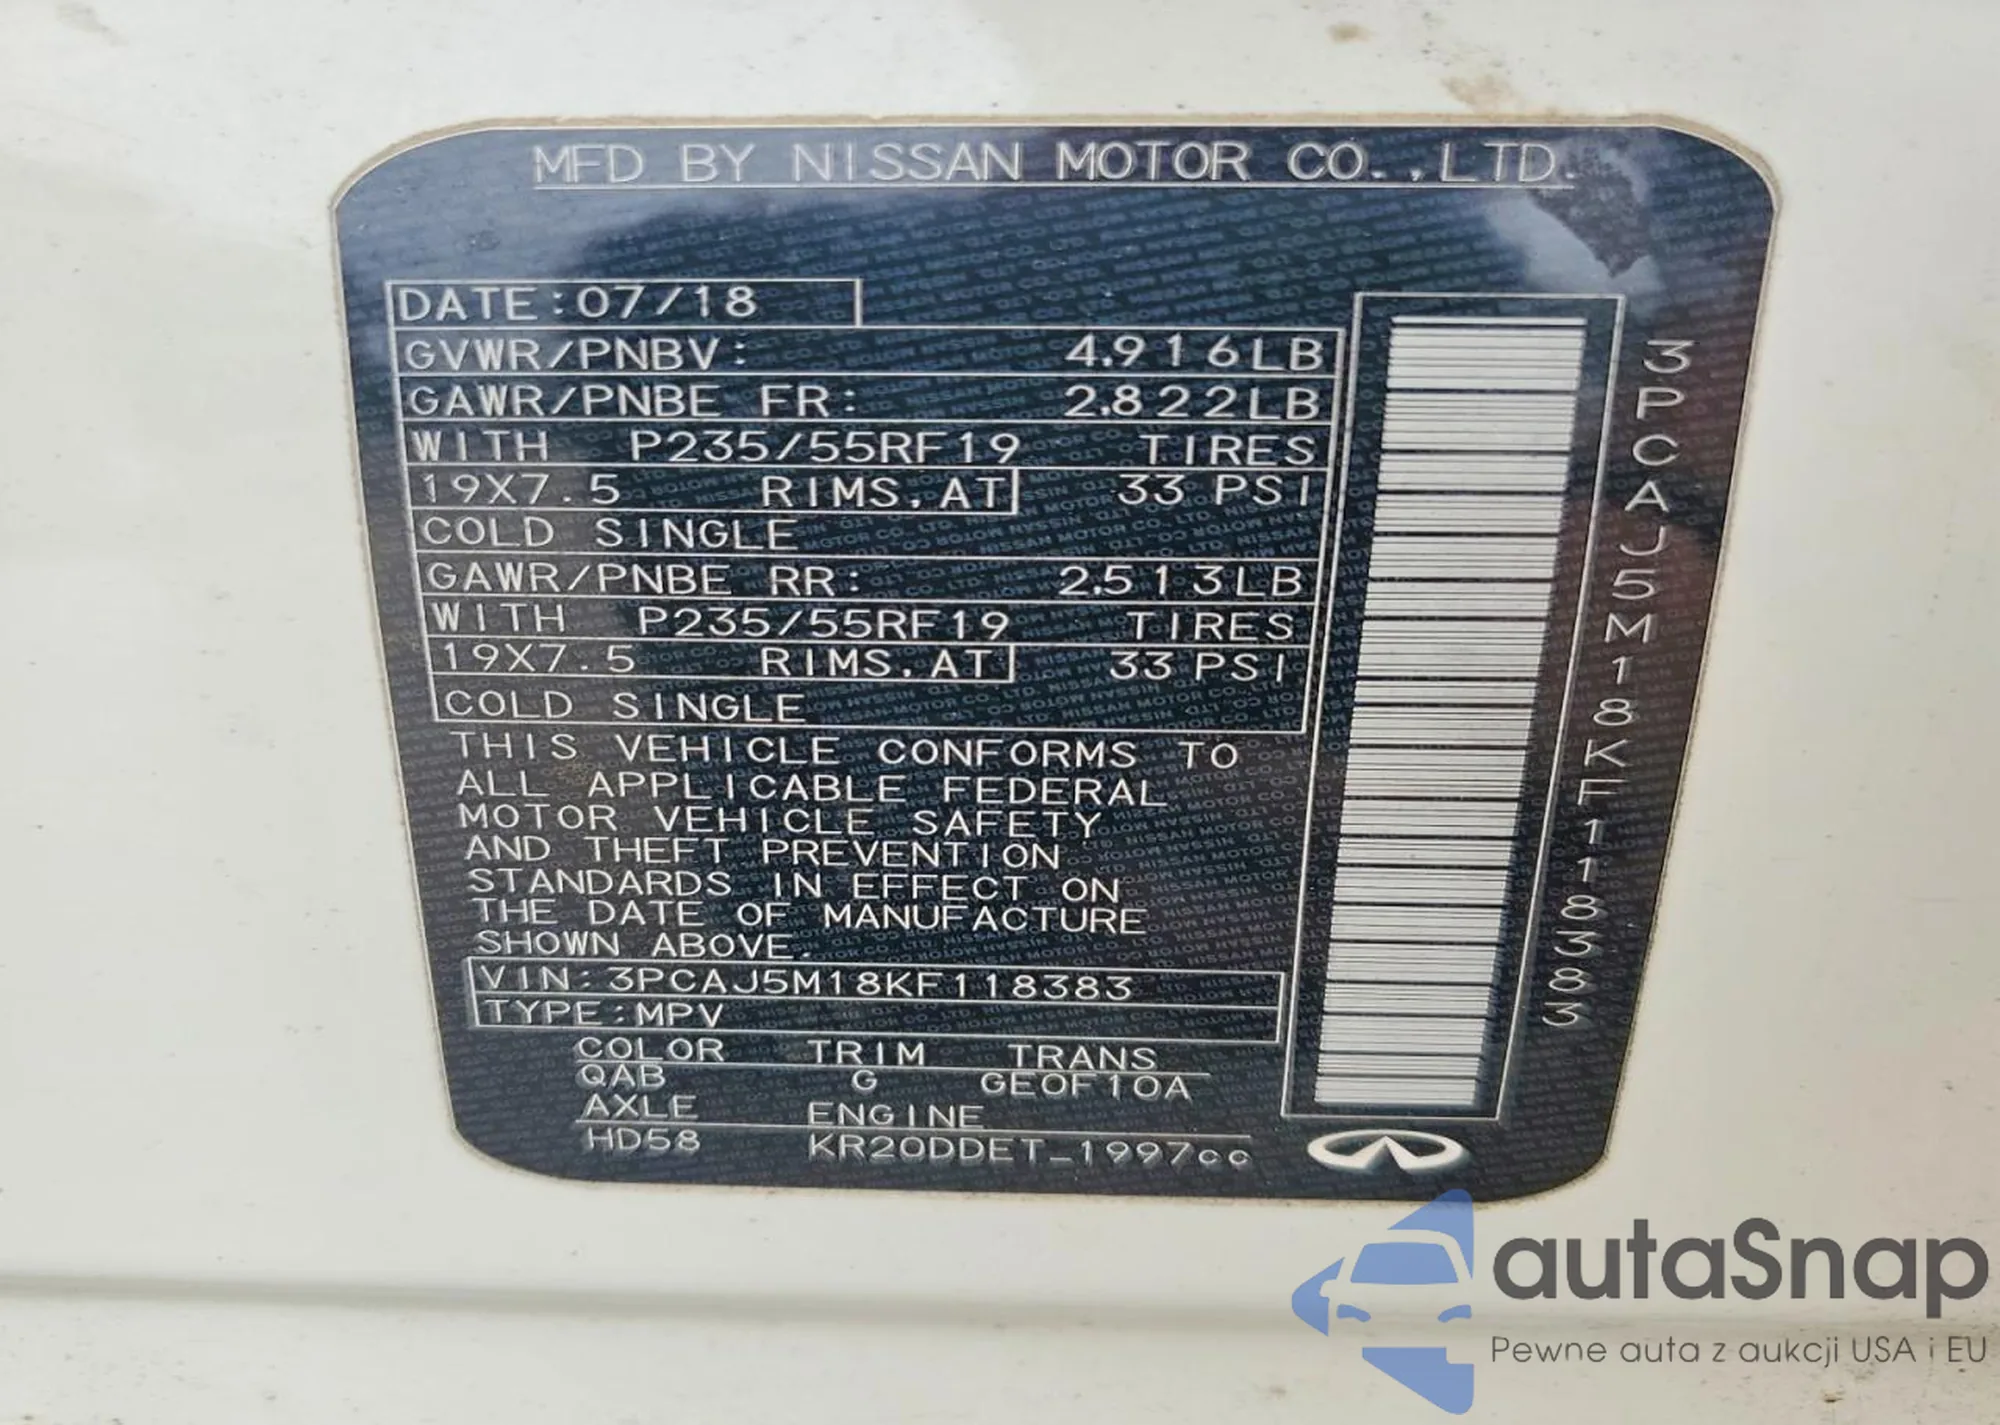 MFD BY NISSAN MOTOR CO.,LTD.
DATE:07/18
GVWR/PNBV: 4,916LB
GAWR/PNBE FR: 2,822LB
WITH P235/55RF19 TIRES
19X7.5 RIMS,AT 33 PSI
COLD SINGLE
GAWR/PNBE RR: 2,513LB
WITH P235/55RF19 TIRES
19X7.5 RIMS,AT 33 PSI
COLD SINGLE
THIS VEHICLE CONFORMS TO
ALL APPLICABLE FEDERAL
MOTOR VEHICLE SAFETY
AND THEFT PREVENTION
STANDARDS IN EFFECT ON
THE DATE OF MANUFACTURE
SHOWN ABOVE.
VIN:3PCAJ5M18KF118383
TYPE:MPV
COLOR TRIM TRANS
QAB G GE0F10A
AXLE ENGINE
HD58 KR20DDET_1997cc
3PCAJ5M18KF118383
autaSnap
Pewne auta z aukcji USA i EU